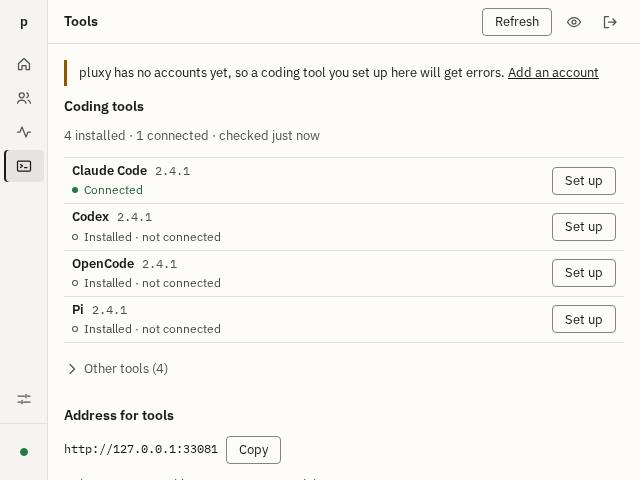 p
Tools
Refresh
pluxy has no accounts yet, so a coding tool you set up here will get errors. Add an account
Coding tools
4 installed · 1 connected · checked just now
Claude Code 2.4.1
Connected
Set up
Codex 2.4.1
Installed · not connected
Set up
OpenCode 2.4.1
Installed · not connected
Set up
Pi 2.4.1
Installed · not connected
Set up
Other tools (4)
Address for tools
http://127.0.0.1:33081
Copy